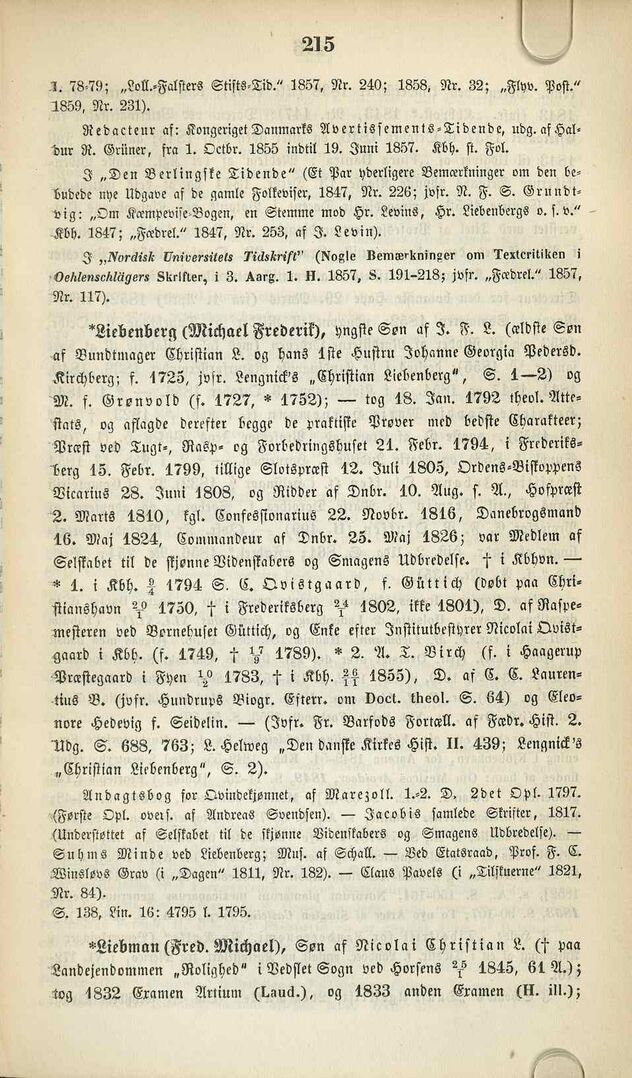 215
1. 78-79; „Loll.-Falsters Stifts-Tid." 1857, Nr. 240; 1858, Nr. 32; „Flyv. Post."
1859, Nr. 231).
Redacteur af: Kongeriget Danmarks Avertissements-Tidende, udg. af Hal-
dur R. Grüner, fra 1. Octbr. 1855 indtil 19. Juni 1857. Kbh. st. Fol.
I „Den Berlingske Tidende" (Et Par yderligere Bemærkninger om den be-
budede nye Udgave af de gamle Folkeviser, 1847, Nr. 226; jvfr. N. F. S. Grundt-
vig: „Om Kæmpevise-Bogen, en Stemme mod Hr. Levins, Hr. Liebenbergs o. s. v."
Kbh. 1847; „Fædrel." 1847, Nr. 253, af J. Levin).
I „Nordisk Universitets Tidskrift" (Nogle Bemærkninger om Textcritiken i
Oehlenschlägers Skrifter, i 3. Aarg. 1. H. 1857, S. 191-218; jvfr. „Fædrel." 1857,
Nr. 117).
*Liebenberg (Michael Frederik), yngste Søn af J. F. L. (ældste Søn
af Bundtmager Christian L. og hans 1ste Hustru Johanne Georgia Pedersd.
Kirchberg; f. 1725, jvfr. Lengnick's „Christian Liebenberg", S. 1—2) og
M. f. Grønvold (f. 1727, * 1752); — tog 18. Jan. 1792 theol. Atte-
stats, og aflagde derefter begge de praktiske Prøver med bedste Charakteer;
Præst ved Tugt-, Rasp- og Forbedringshuset 21. Febr. 1794, i Frederiks-
berg 15. Febr. 1799, tillige Slotspræst 12. Juli 1805, Ordens-Biskoppens
Vicarius 28. Juni 1808, og Ridder af Dnbr. 10. Aug. s. A., Hofpræst
2. Marts 1810, kgl. Confessionarius 22. Novbr. 1816, Danebrogsmand
16. Maj 1824, Commandeur af Dnbr. 25. Maj 1826; var Medlem af
Selskabet til de skjønne Videnskabers og Smagens Udbredelse. † i Kbhvn. —
* 1. i Kbh. 9/4 1794 S. C. Qvistgaard, f. Güttich (døbt paa Chri-
stianshavn 20/1 1750, † i Frederiksberg 24/1 1802, ikke 1801), D. af Raspe-
mesteren ved Børnehuset Güttich, og Enke efter Institutbestyrer Nicolai Qvist-
gaard i Kbh. (f. 1749, † 17/9 1789). * 2. A. T. Birch (f. i Haagerup
Præstegaard i Fyen 10/2 1783, † i Kbh. 26/11 1855), D. af C. C. Lauren-
tius B. (jvfr. Hundrups Biogr. Efterr. om Doct. theol. S. 64) og Eleo-
nore Hedevig f. Seidelin. — (Jvfr. Fr. Barfods Fortæll. af Fædr. Hist. 2.
Udg. S. 688, 763; L. Helweg „Den danske Kirkes Hist. II. 439; Lengnick's
„Christian Liebenberg", S. 2).
Andagtsbog for Qvindekjønnet, af Marezoll. 1.-2. D. 2det Opl. 1797.
(Første Opl. overs. af Andreas Svendsen). — Jacobis samlede Skrifter, 1817.
(Understøttet af Selskabet til de skjønne Videnskabers og Smagens Udbredelse). —
Suhms Minde ved Liebenberg; Mus. af Schall. — Ved Etatsraad, Prof. F. C.
Winsløvs Grav (i „Dagen" 1811, Nr. 182). — Claus Pavels (i „Tilskuerne" 1821,
Nr. 84).
S. 138, Lin. 16: 4795 l. 1795.
*Liebman (Fred. Michael), Søn af Nicolai Christian L. († paa
Landejendommen „Rolighed" i Vedslet Sogn ved Horsens 25/1 1845, 61 A.);
tog 1832 Examen Artium (Laud.), og 1833 anden Examen (H. ill.);